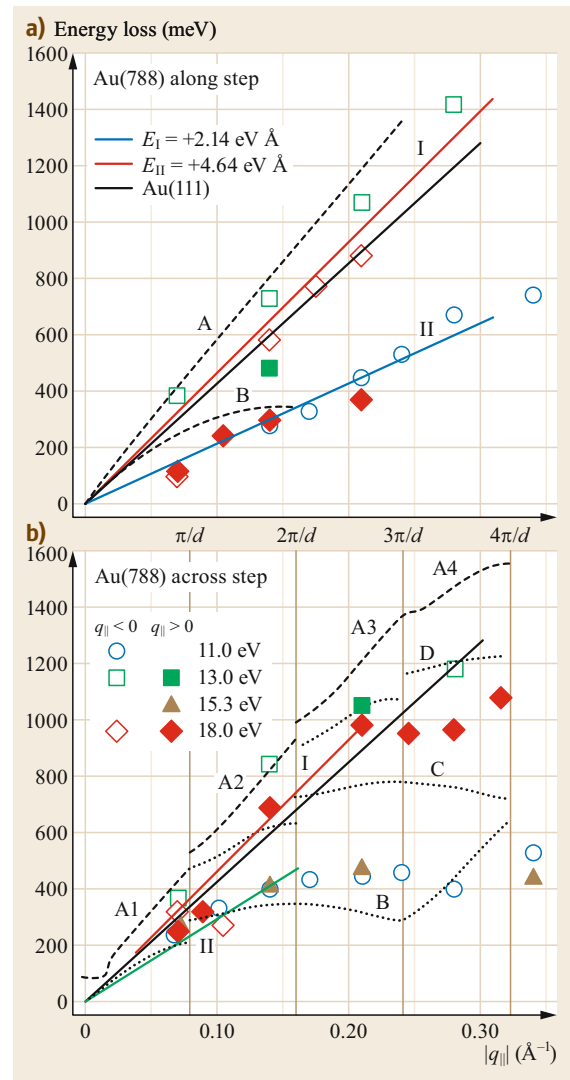 a) Energy loss (meV)
1600
Au(788) along step
1400
I
E_I = +2.14 eV Å
1200
E_II = +4.64 eV Å
Au(111)
1000
800
A
II
600
400
B
200
0
b)
π/d 2π/d 3π/d 4π/d
1600
Au(788) across step
A4
1400
q_|| < 0 q_|| > 0
A3
11.0 eV
D
1200
13.0 eV
15.3 eV
1000
18.0 eV
I
800
A2
C
600
400
A1
B
II
200
0
0 0.10 0.20 0.30
|q_||| (Å⁻¹)